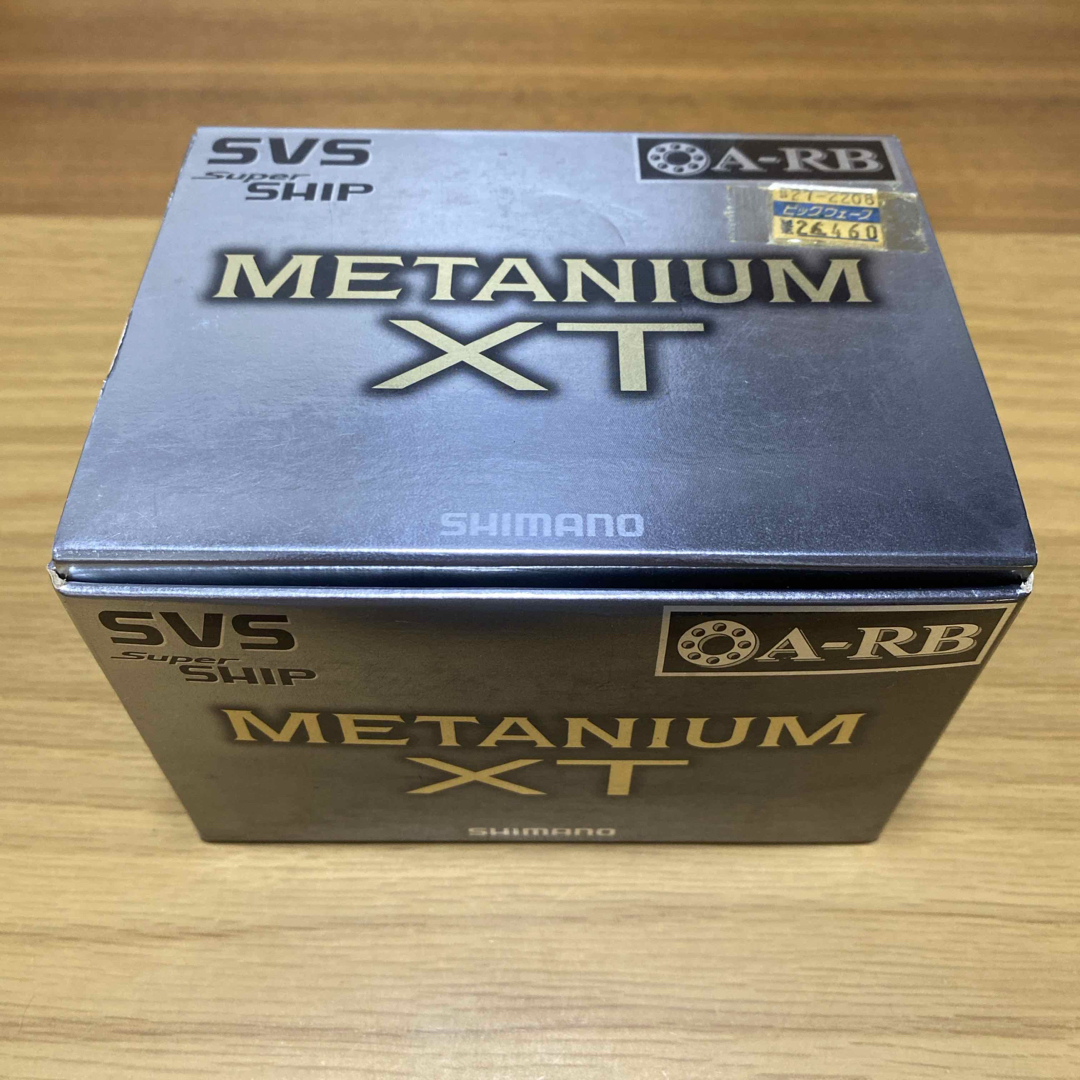 SVS
Super
SHIP
A-RB
ビックウェーブ
¥26,460
METANIUM
XT
SHIMANO
SVS
Super
SHIP
A-RB
METANIUM
XT
SHIMANO